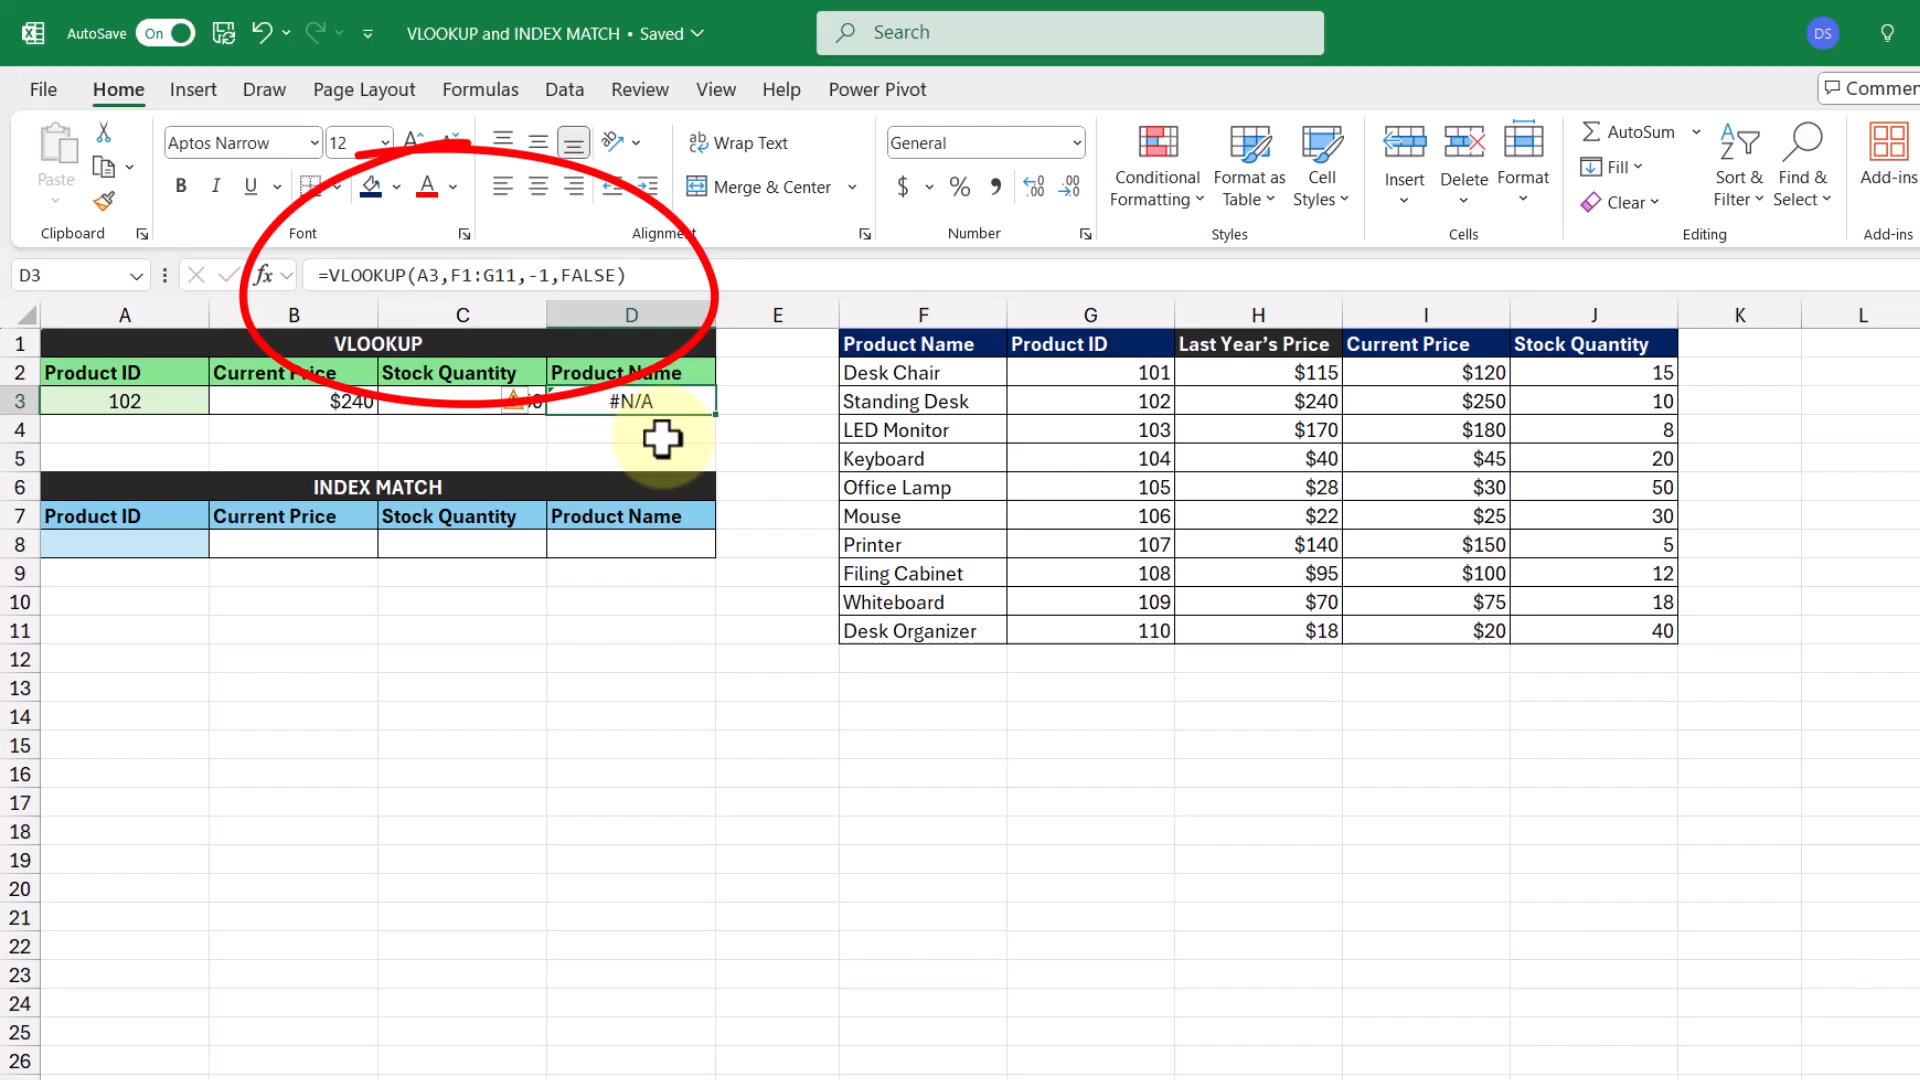 AutoSave On VLOOKUP and INDEX MATCH • Saved Search DS
File Home Insert Draw Page Layout Formulas Data Review View Help Power Pivot Commen
Paste Aptos Narrow 12 Wrap Text General Conditional Formatting Format as Table Cell Styles Insert Delete Format AutoSum Sort & Filter Find & Select Add-ins
B I U A Merge & Center $ % Fill
Clear
Clipboard Font Alignment Number Styles Cells Editing Add-ins
D3 fx =VLOOKUP(A3,F1:G11,-1,FALSE)
A B C D E F G H I J K L
1 VLOOKUP Product Name Product ID Last Year’s Price Current Price Stock Quantity
2 Product ID Current Price Stock Quantity Product Name Desk Chair 101 $115 $120 15
3 102 $240 #N/A Standing Desk 102 $240 $250 10
4 LED Monitor 103 $170 $180 8
5 Keyboard 104 $40 $45 20
6 INDEX MATCH Office Lamp 105 $28 $30 50
7 Product ID Current Price Stock Quantity Product Name Mouse 106 $22 $25 30
8 Printer 107 $140 $150 5
9 Filing Cabinet 108 $95 $100 12
10 Whiteboard 109 $70 $75 18
11 Desk Organizer 110 $18 $20 40
12
13
14
15
16
17
18
19
20
21
22
23
24
25
26